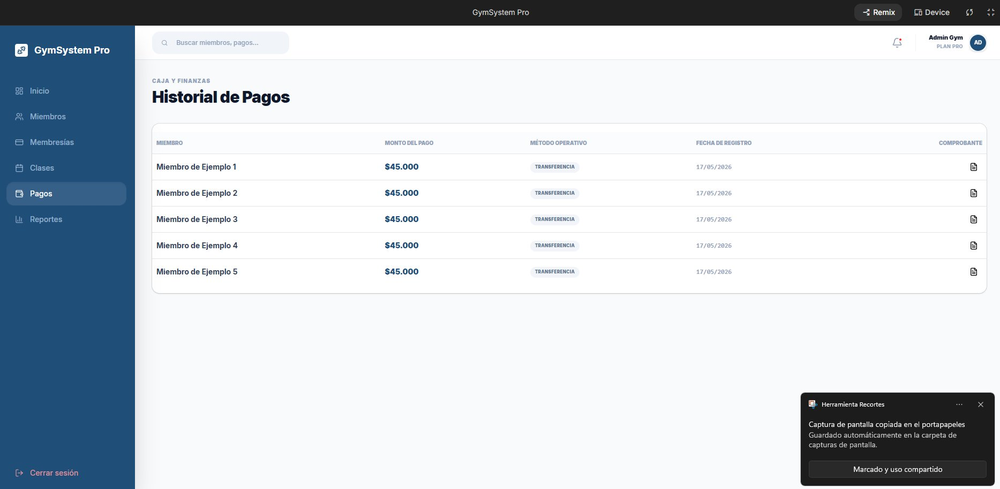 GymSystem Pro
Remix
Device
GymSystem Pro
Buscar miembros, pagos...
Admin Gym
PLAN PRO
AD
Inicio
Miembros
Membresías
Clases
Pagos
Reportes
Cerrar sesión
CAJA Y FINANZAS
Historial de Pagos
MIEMBRO MONTO DEL PAGO MÉTODO OPERATIVO FECHA DE REGISTRO COMPROBANTE
Miembro de Ejemplo 1 $45.000 TRANSFERENCIA 17/05/2026
Miembro de Ejemplo 2 $45.000 TRANSFERENCIA 17/05/2026
Miembro de Ejemplo 3 $45.000 TRANSFERENCIA 17/05/2026
Miembro de Ejemplo 4 $45.000 TRANSFERENCIA 17/05/2026
Miembro de Ejemplo 5 $45.000 TRANSFERENCIA 17/05/2026
Herramienta Recortes
Captura de pantalla copiada en el portapapeles
Guardado automáticamente en la carpeta de
capturas de pantalla.
Marcado y uso compartido